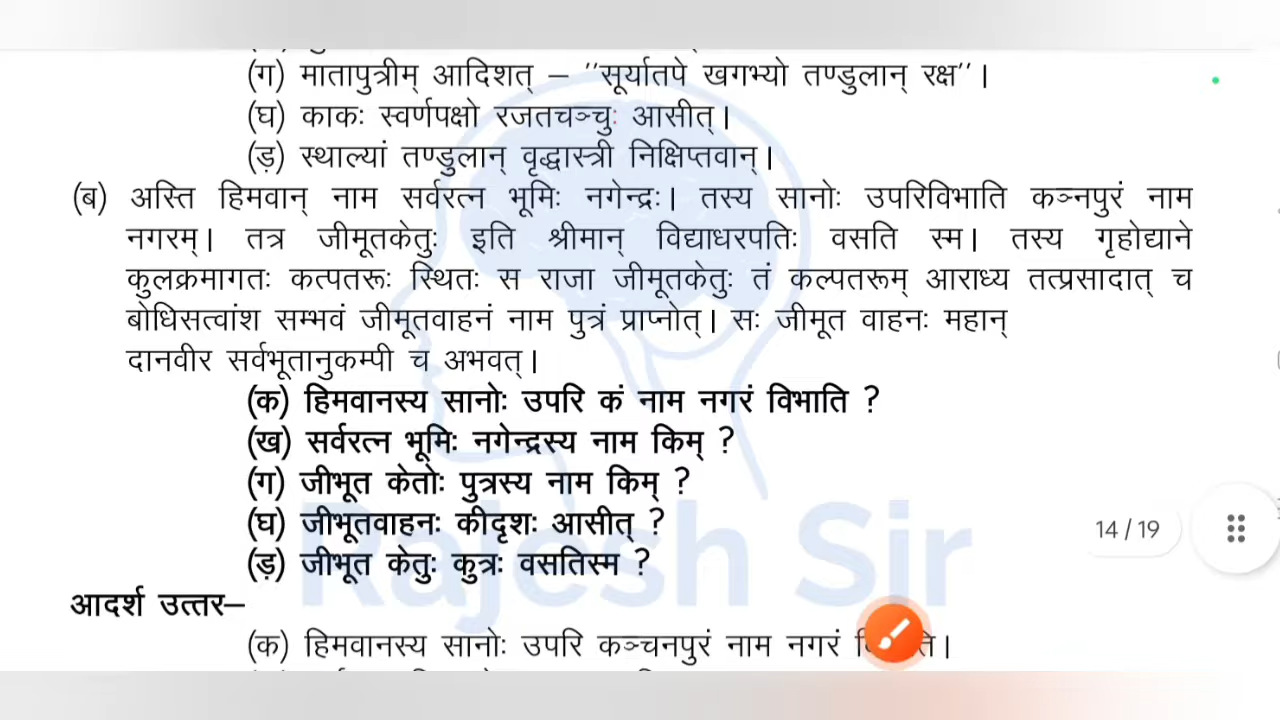 (ग) मातापुत्रीम् आदिशत् – ''सूर्यातपे खगभ्यो तण्डुलान् रक्ष''।
(घ) काकः स्वर्णपक्षो रजतचञ्चुः आसीत्।
(ड़) स्थाल्यां तण्डुलान् वृद्धास्त्री निक्षिप्तवान्।
(ब) अस्ति हिमवान् नाम सर्वरत्न भूमिः नगेन्द्रः। तस्य सानोः उपरिविभाति कञ्नपुरं नाम
नगरम्। तत्र जीमूतकेतुः इति श्रीमान् विद्याधरपतिः वसति स्म। तस्य गृहोद्याने
कुलक्रमागतः कत्पतरूः स्थितः स राजा जीमूतकेतुः तं कल्पतरूम् आराध्य तत्प्रसादात् च
बोधिसत्वांश सम्भवं जीमूतवाहनं नाम पुत्रं प्राप्नोत्। सः जीमूत वाहनः महान्
दानवीर सर्वभूतानुकम्पी च अभवत्।
(क) हिमवानस्य सानोः उपरि कं नाम नगरं विभाति ?
(ख) सर्वरत्न भूमिः नगेन्द्रस्य नाम किम् ?
(ग) जीभूत केतोः पुत्रस्य नाम किम् ?
(घ) जीभूतवाहनः कीदृशः आसीत् ?
14 / 19
(ड़) जीभूत केतुः कुत्रः वसतिस्म ?
Rajesh Sir
आदर्श उत्तर–
(क) हिमवानस्य सानोः उपरि कञ्चनपुरं नाम नगरं